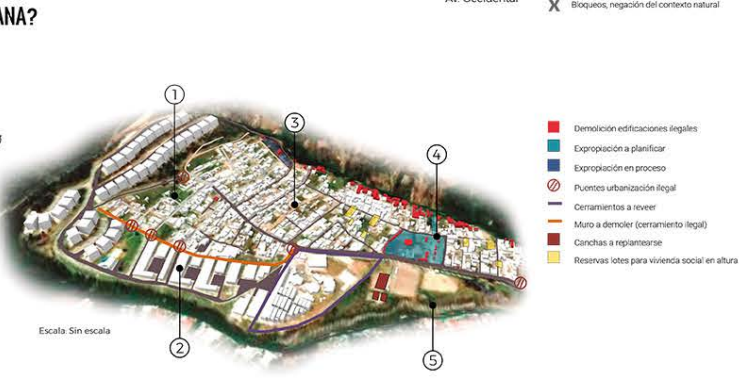 ANA?
Av. Occidental
X Bloqueos, negación del contexto natural
1
3
4
Demolición edificaciones ilegales
Expropiación a planificar
Expropiación en proceso
Puentes urbanización ilegal
Cerramientos a reveer
Muro a demoler (cerramiento ilegal)
Canchas a replantearse
Reservas lotes para vivienda social en altura
Escala: Sin escala
2
5